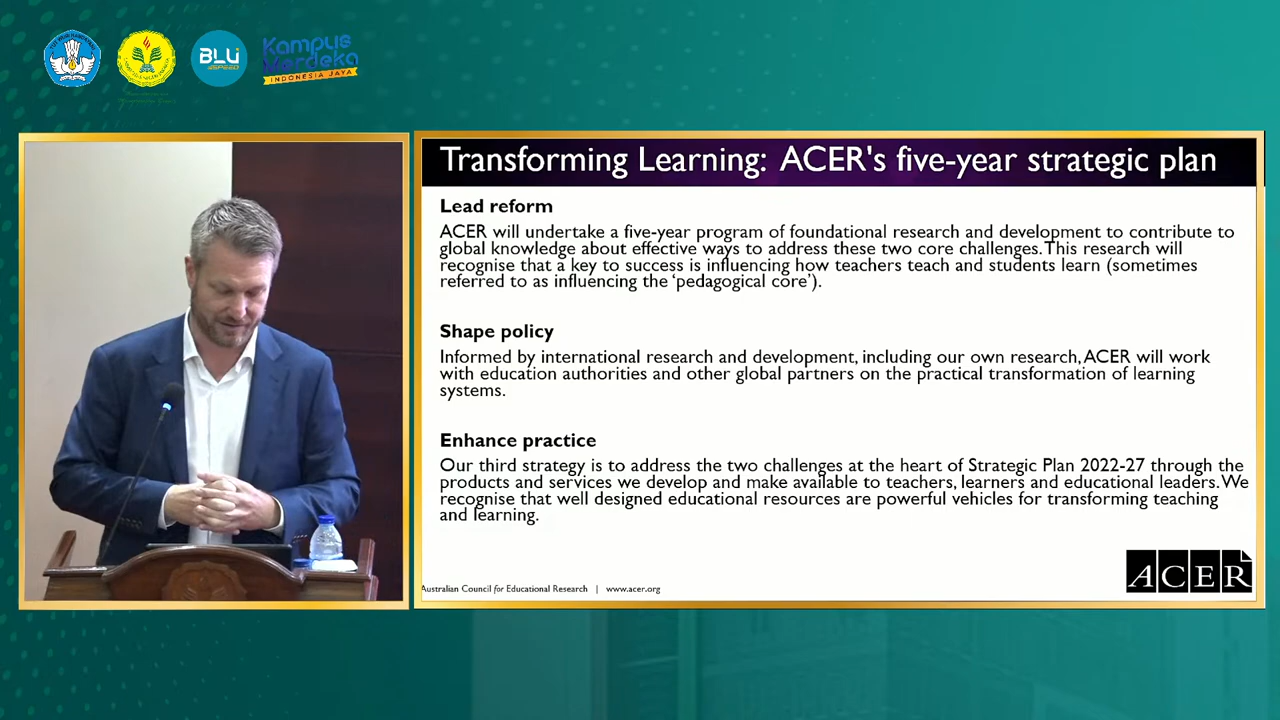 BLU
SPEED
Kampus
Merdeka
INDONESIA JAYA
Transforming Learning: ACER's five-year strategic plan
Lead reform
ACER will undertake a five-year program of foundational research and development to contribute to
global knowledge about effective ways to address these two core challenges. This research will
recognise that a key to success is influencing how teachers teach and students learn (sometimes
referred to as influencing the ‘pedagogical core’).
Shape policy
Informed by international research and development, including our own research, ACER will work
with education authorities and other global partners on the practical transformation of learning
systems.
Enhance practice
Our third strategy is to address the two challenges at the heart of Strategic Plan 2022-27 through the
products and services we develop and make available to teachers, learners and educational leaders. We
recognise that well designed educational resources are powerful vehicles for transforming teaching
and learning.
Australian Council for Educational Research | www.acer.org
ACER